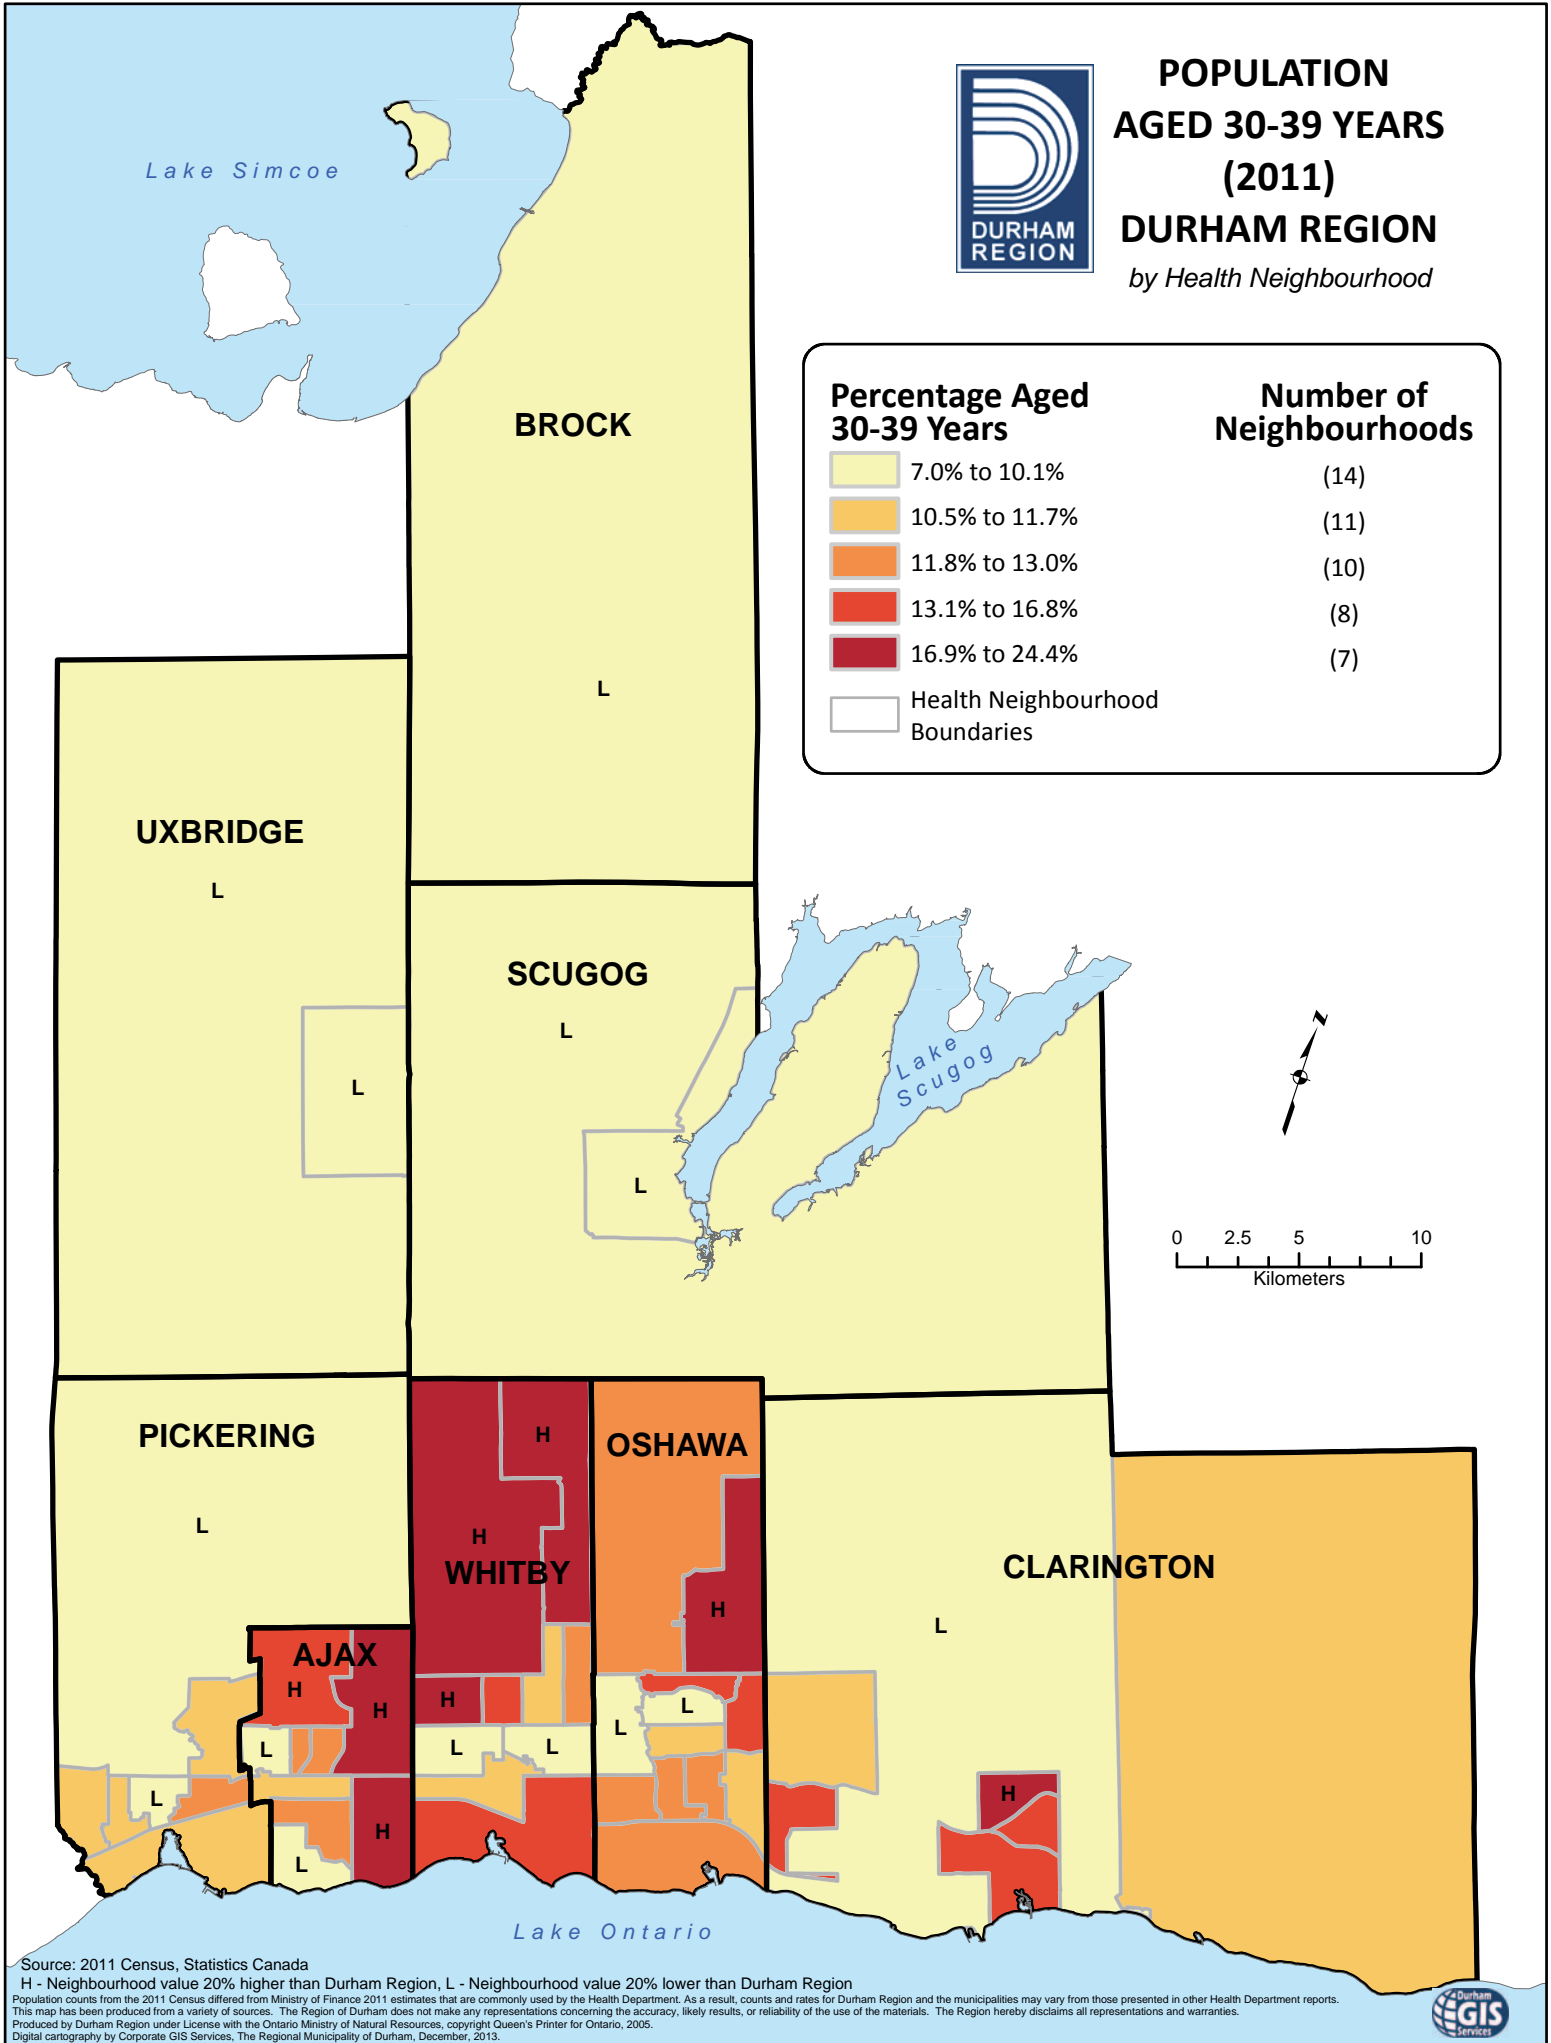 POPULATION
AGED 30-39 YEARS
(2011)
DURHAM REGION
by Health Neighbourhood
DURHAM
REGION
Lake Simcoe
Percentage Aged
30-39 Years
Number of
Neighbourhoods
7.0% to 10.1% (14)
10.5% to 11.7% (11)
11.8% to 13.0% (10)
13.1% to 16.8% (8)
16.9% to 24.4% (7)
Health Neighbourhood
Boundaries
BROCK
L
UXBRIDGE
L
L
SCUGOG
L
L
Lake
Scugog
N
0 2.5 5 10
Kilometers
PICKERING
L
L
AJAX
H
H
L
H
L
WHITBY
H
H
H
L
L
OSHAWA
H
L
L
CLARINGTON
L
H
Lake Ontario
Source: 2011 Census, Statistics Canada
H - Neighbourhood value 20% higher than Durham Region, L - Neighbourhood value 20% lower than Durham Region
Population counts from the 2011 Census differed from Ministry of Finance 2011 estimates that are commonly used by the Health Department. As a result, counts and rates for Durham Region and the municipalities may vary from those presented in other Health Department reports.
This map has been produced from a variety of sources. The Region of Durham does not make any representations concerning the accuracy, likely results, or reliability of the use of the materials. The Region hereby disclaims all representations and warranties.
Produced by Durham Region under License with the Ontario Ministry of Natural Resources, copyright Queen's Printer for Ontario, 2005.
Digital cartography by Corporate GIS Services, The Regional Municipality of Durham, December, 2013.
Durham
GIS
Services